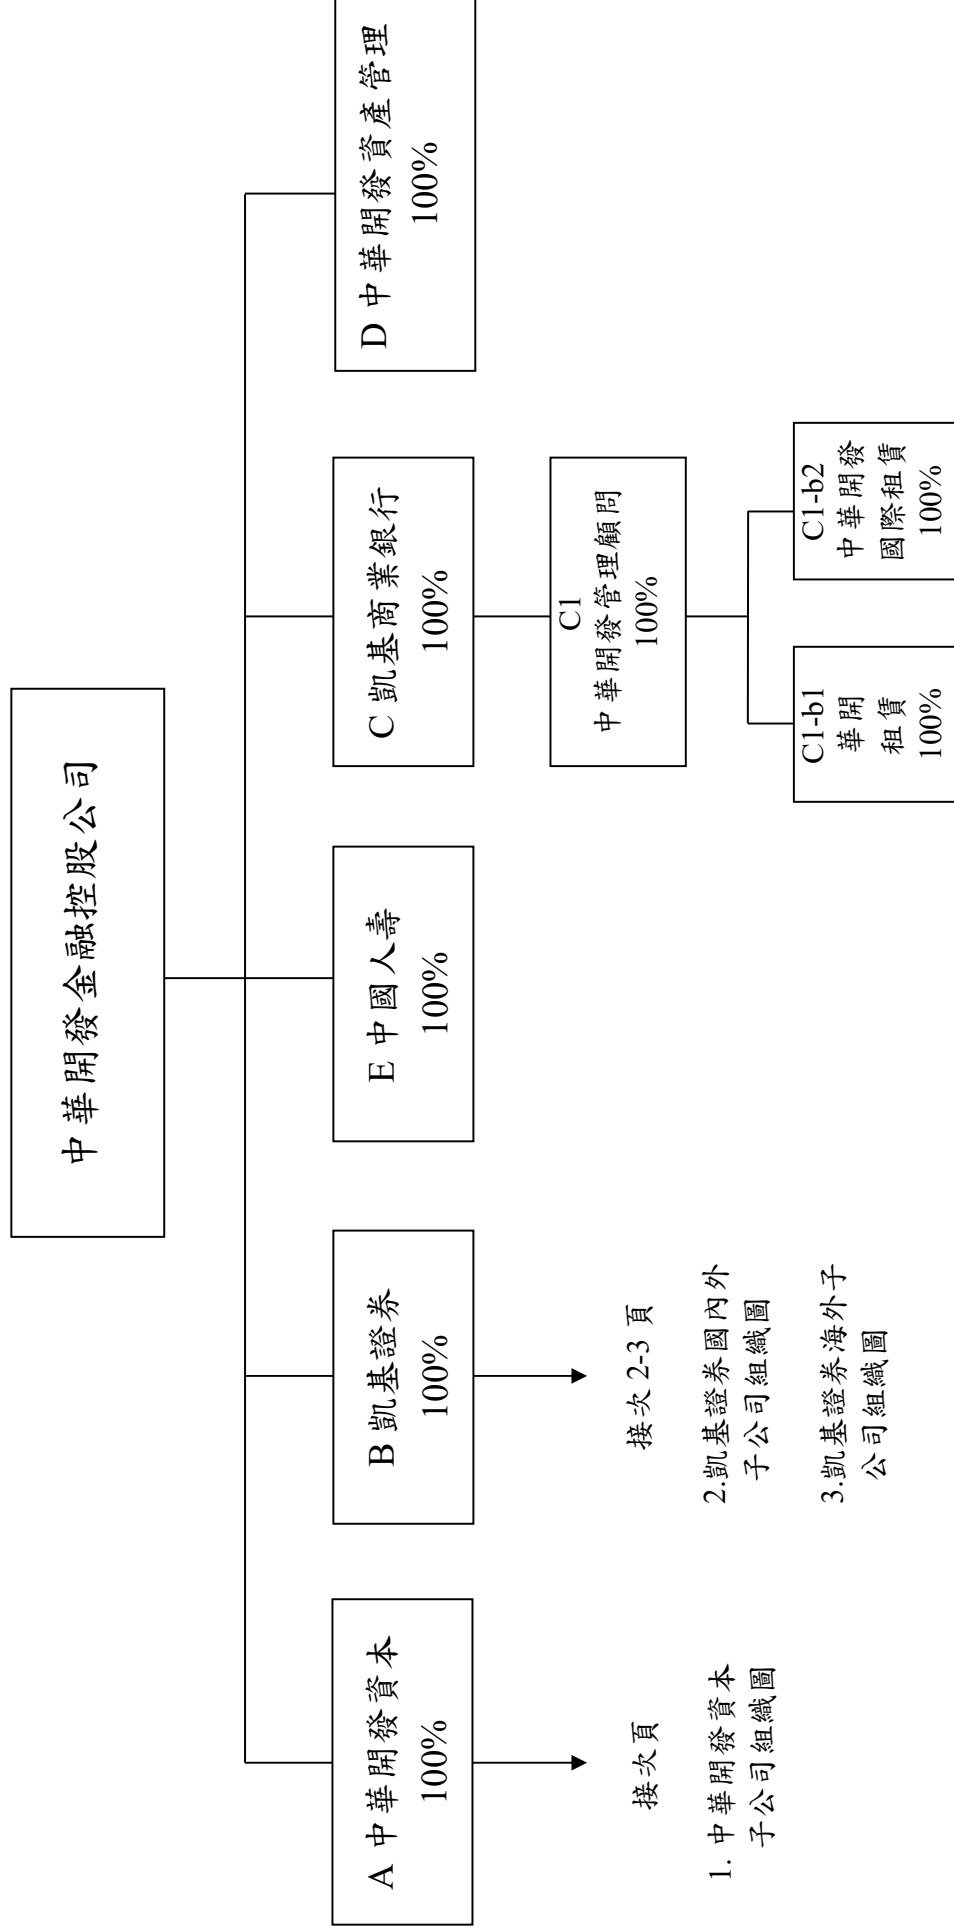 中華開發金融控股公司
A 中華開發資本
100%
B 凱基證券
100%
E 中國人壽
100%
C 凱基商業銀行
100%
D 中華開發資產管理
100%
接次頁
1. 中華開發資本
子公司組織圖
接次 2-3 頁
2.凱基證券國內外
子公司組織圖
3.凱基證券海外子
公司組織圖
C1
中華開發管理顧問
100%
C1-b1
華開
租賃
100%
C1-b2
中華開發
國際租賃
100%